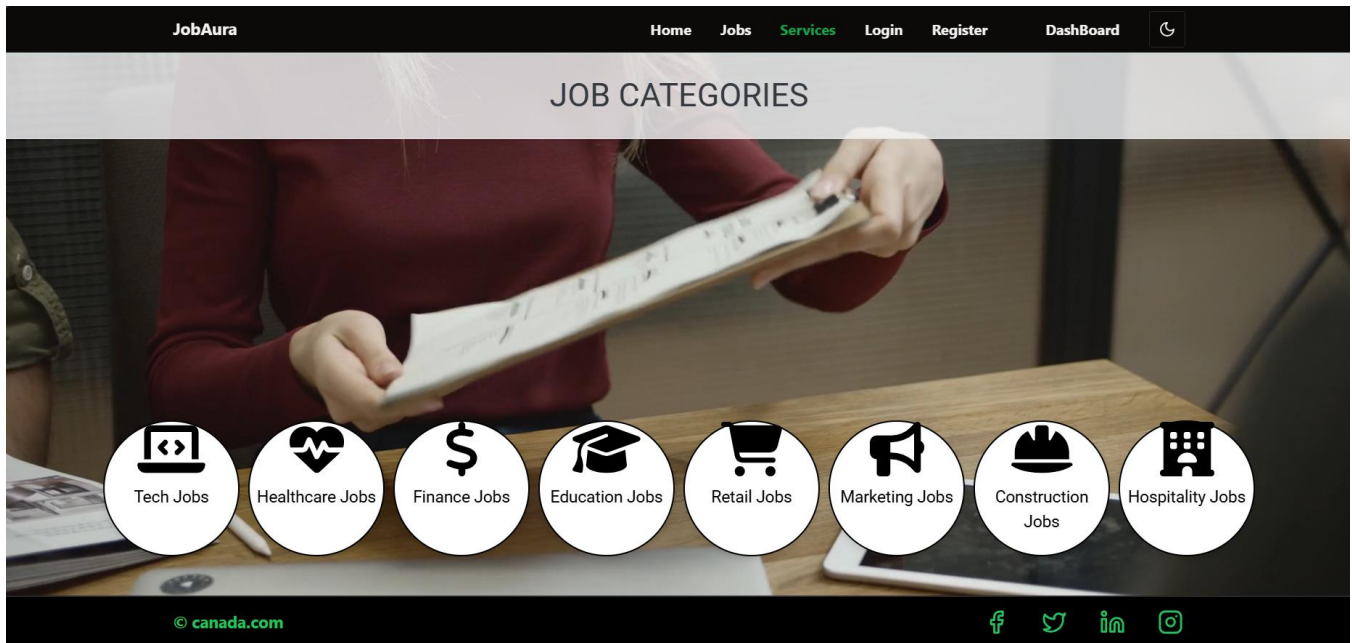 JobAura
Home Jobs Services Login Register DashBoard
JOB CATEGORIES
Tech Jobs
Healthcare Jobs
Finance Jobs
Education Jobs
Retail Jobs
Marketing Jobs
Construction
Jobs
Hospitality Jobs
© canada.com